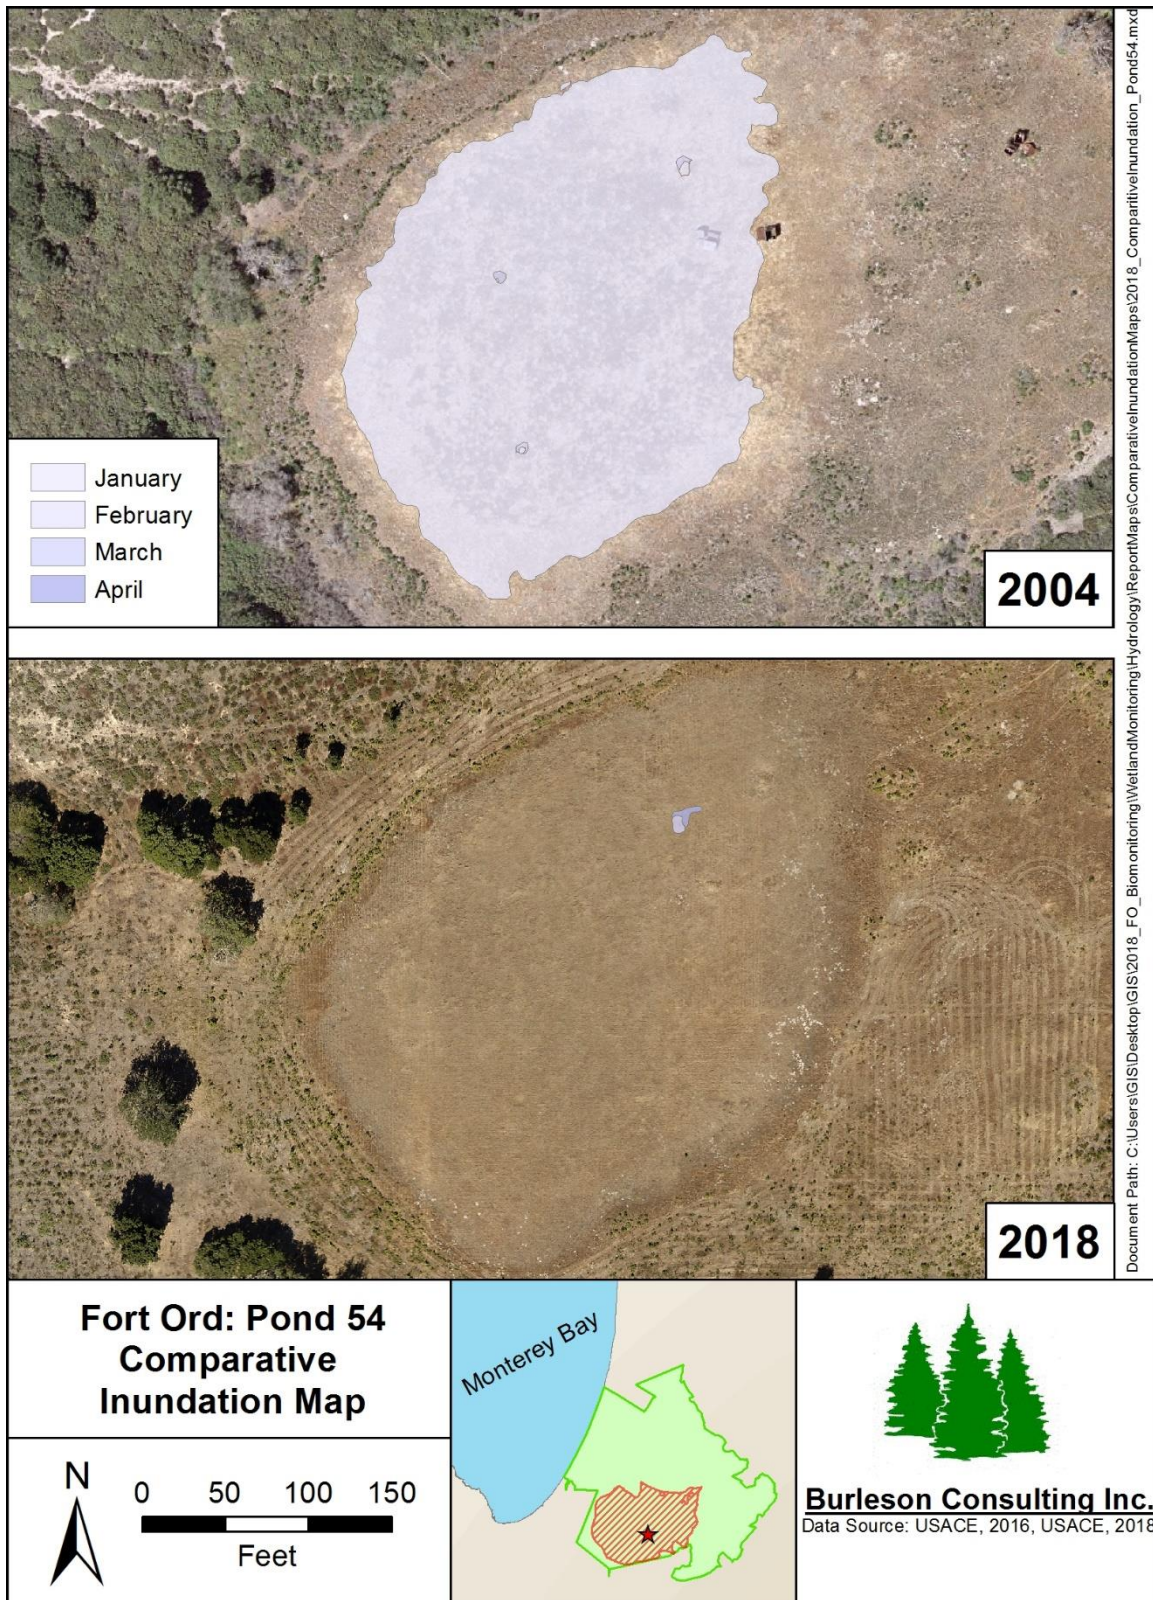 January
February
March
April
2004
2018
Document Path: C:\Users\GIS\Desktop\GIS\2018_FO_Biomonitoring\WetlandMonitoring\Hydrology\ReportMaps\ComparativeInundationMaps\2018_ComparitiveInundation_Pond54.mxd
Fort Ord: Pond 54
Comparative
Inundation Map
N
0 50 100 150
Feet
Monterey Bay
Burleson Consulting Inc.
Data Source: USACE, 2016, USACE, 2018